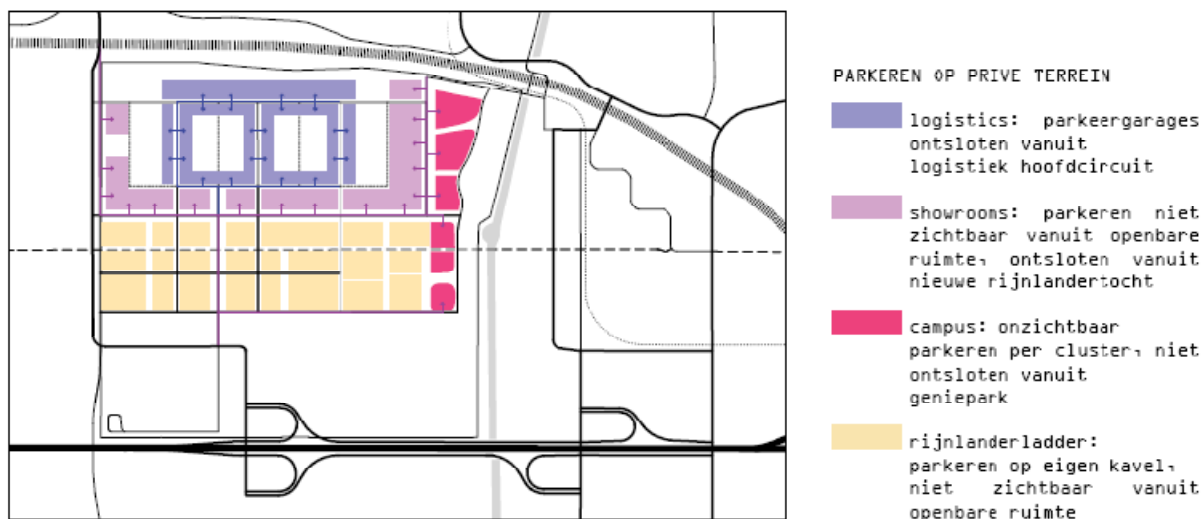 PARKEREN OP PRIVE TERREIN
logistics: parkeergarages
ontsloten vanuit
logistiek hoofdcircuit
showrooms: parkeren niet
zichtbaar vanuit openbare
ruimte, ontsloten vanuit
nieuwe rijnlandertocht
campus: onzichtbaar
parkeren per cluster, niet
ontsloten vanuit
geniepark
rijnlanderladder:
parkeren op eigen kavel,
niet zichtbaar vanuit
openbare ruimte